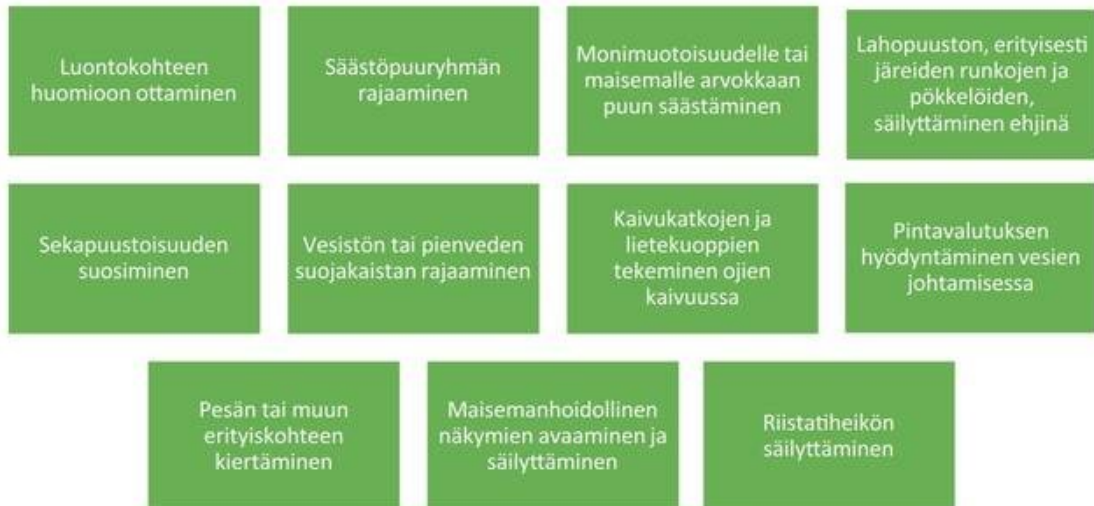 Luontokohteen
huomioon ottaminen
Säästöpuuryhmän
rajaaminen
Monimuotoisuudelle tai
maisemalle arvokkaan
puun säästäminen
Lahopuuston, erityisesti
järeiden runkojen ja
pökkelöiden,
säilyttäminen ehjinä
Sekapuustoisuuden
suosiminen
Vesistön tai pienveden
suojakaistan rajaaminen
Kaivukatkojen ja
lietekuoppien
tekeminen ojien
kaivuussa
Pintavalutuksen
hyödyntäminen vesien
johtamisessa
Pesän tai muun
erityiskohteen
kiertäminen
Maisemanhoidollinen
näkymien avaaminen ja
säilyttäminen
Riistatiheikön
säilyttäminen